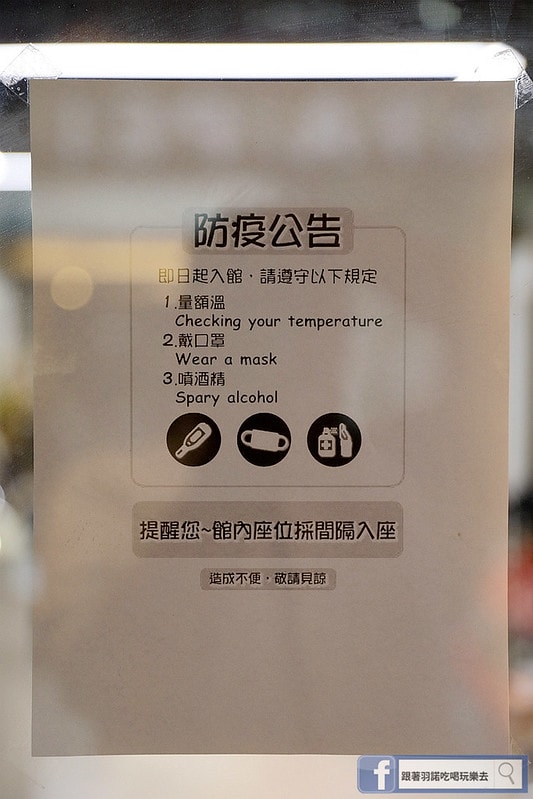 防疫公告
即日起入館，請遵守以下規定
1.量額溫
Checking your temperature
2.戴口罩
Wear a mask
3.噴酒精
Spary alcohol
提醒您~館內座位採間隔入座
造成不便，敬請見諒
f 跟著羽諾吃喝玩樂去